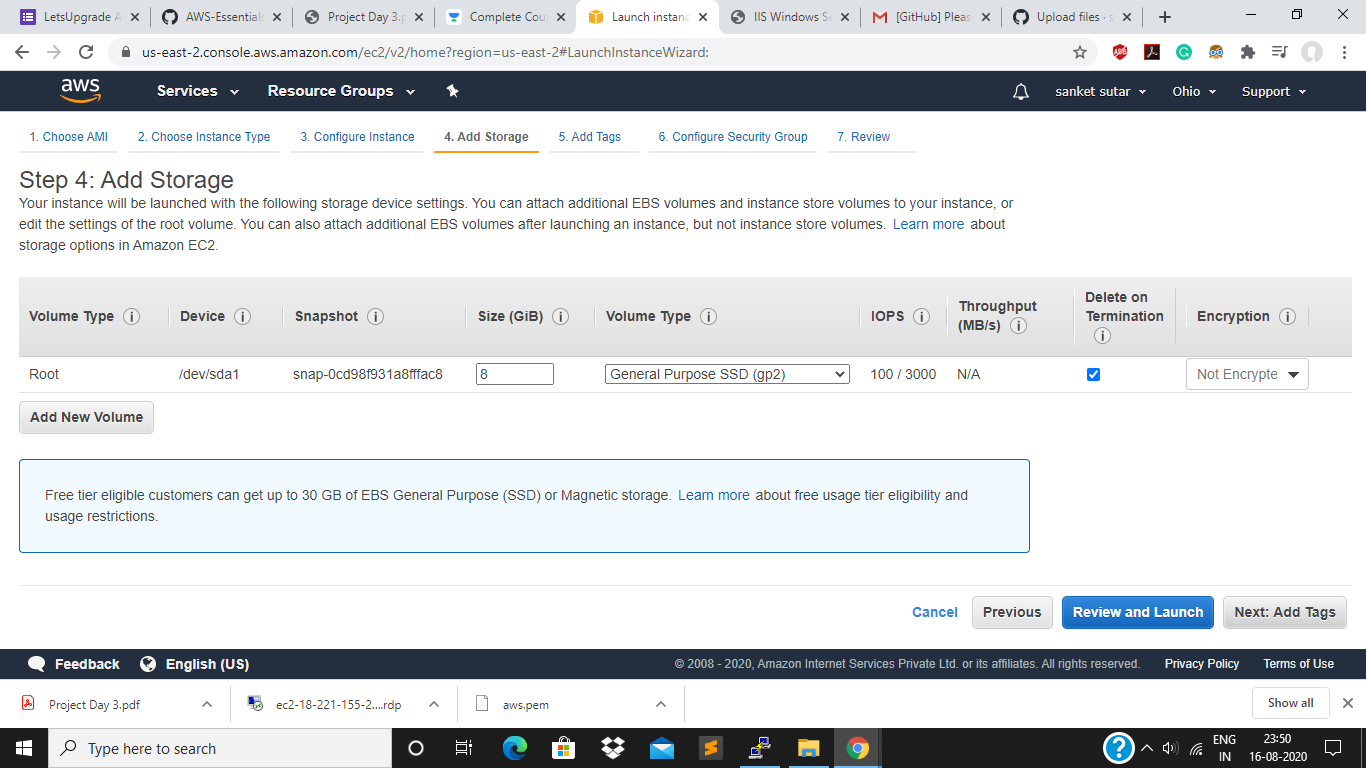 LetsUpgrade A
AWS-Essentials
Project Day 3.p
Complete Cour
Launch instanc
IIS Windows Se
[GitHub] Pleas
Upload files · s
us-east-2.console.aws.amazon.com/ec2/v2/home?region=us-east-2#LaunchInstanceWizard:
aws Services Resource Groups sanket sutar Ohio Support
1. Choose AMI 2. Choose Instance Type 3. Configure Instance 4. Add Storage 5. Add Tags 6. Configure Security Group 7. Review
Step 4: Add Storage
Your instance will be launched with the following storage device settings. You can attach additional EBS volumes and instance store volumes to your instance, or
edit the settings of the root volume. You can also attach additional EBS volumes after launching an instance, but not instance store volumes. Learn more about
storage options in Amazon EC2.
Volume Type Device Snapshot Size (GiB) Volume Type IOPS Throughput (MB/s) Delete on Termination Encryption
Root /dev/sda1 snap-0cd98f931a8fffac8 8 General Purpose SSD (gp2) 100 / 3000 N/A Not Encrypte
Add New Volume
Free tier eligible customers can get up to 30 GB of EBS General Purpose (SSD) or Magnetic storage. Learn more about free usage tier eligibility and
usage restrictions.
Cancel Previous Review and Launch Next: Add Tags
Feedback English (US) © 2008 - 2020, Amazon Internet Services Private Ltd. or its affiliates. All rights reserved. Privacy Policy Terms of Use
Project Day 3.pdf ec2-18-221-155-2....rdp aws.pem Show all
Type here to search
ENG
IN
23:50
16-08-2020